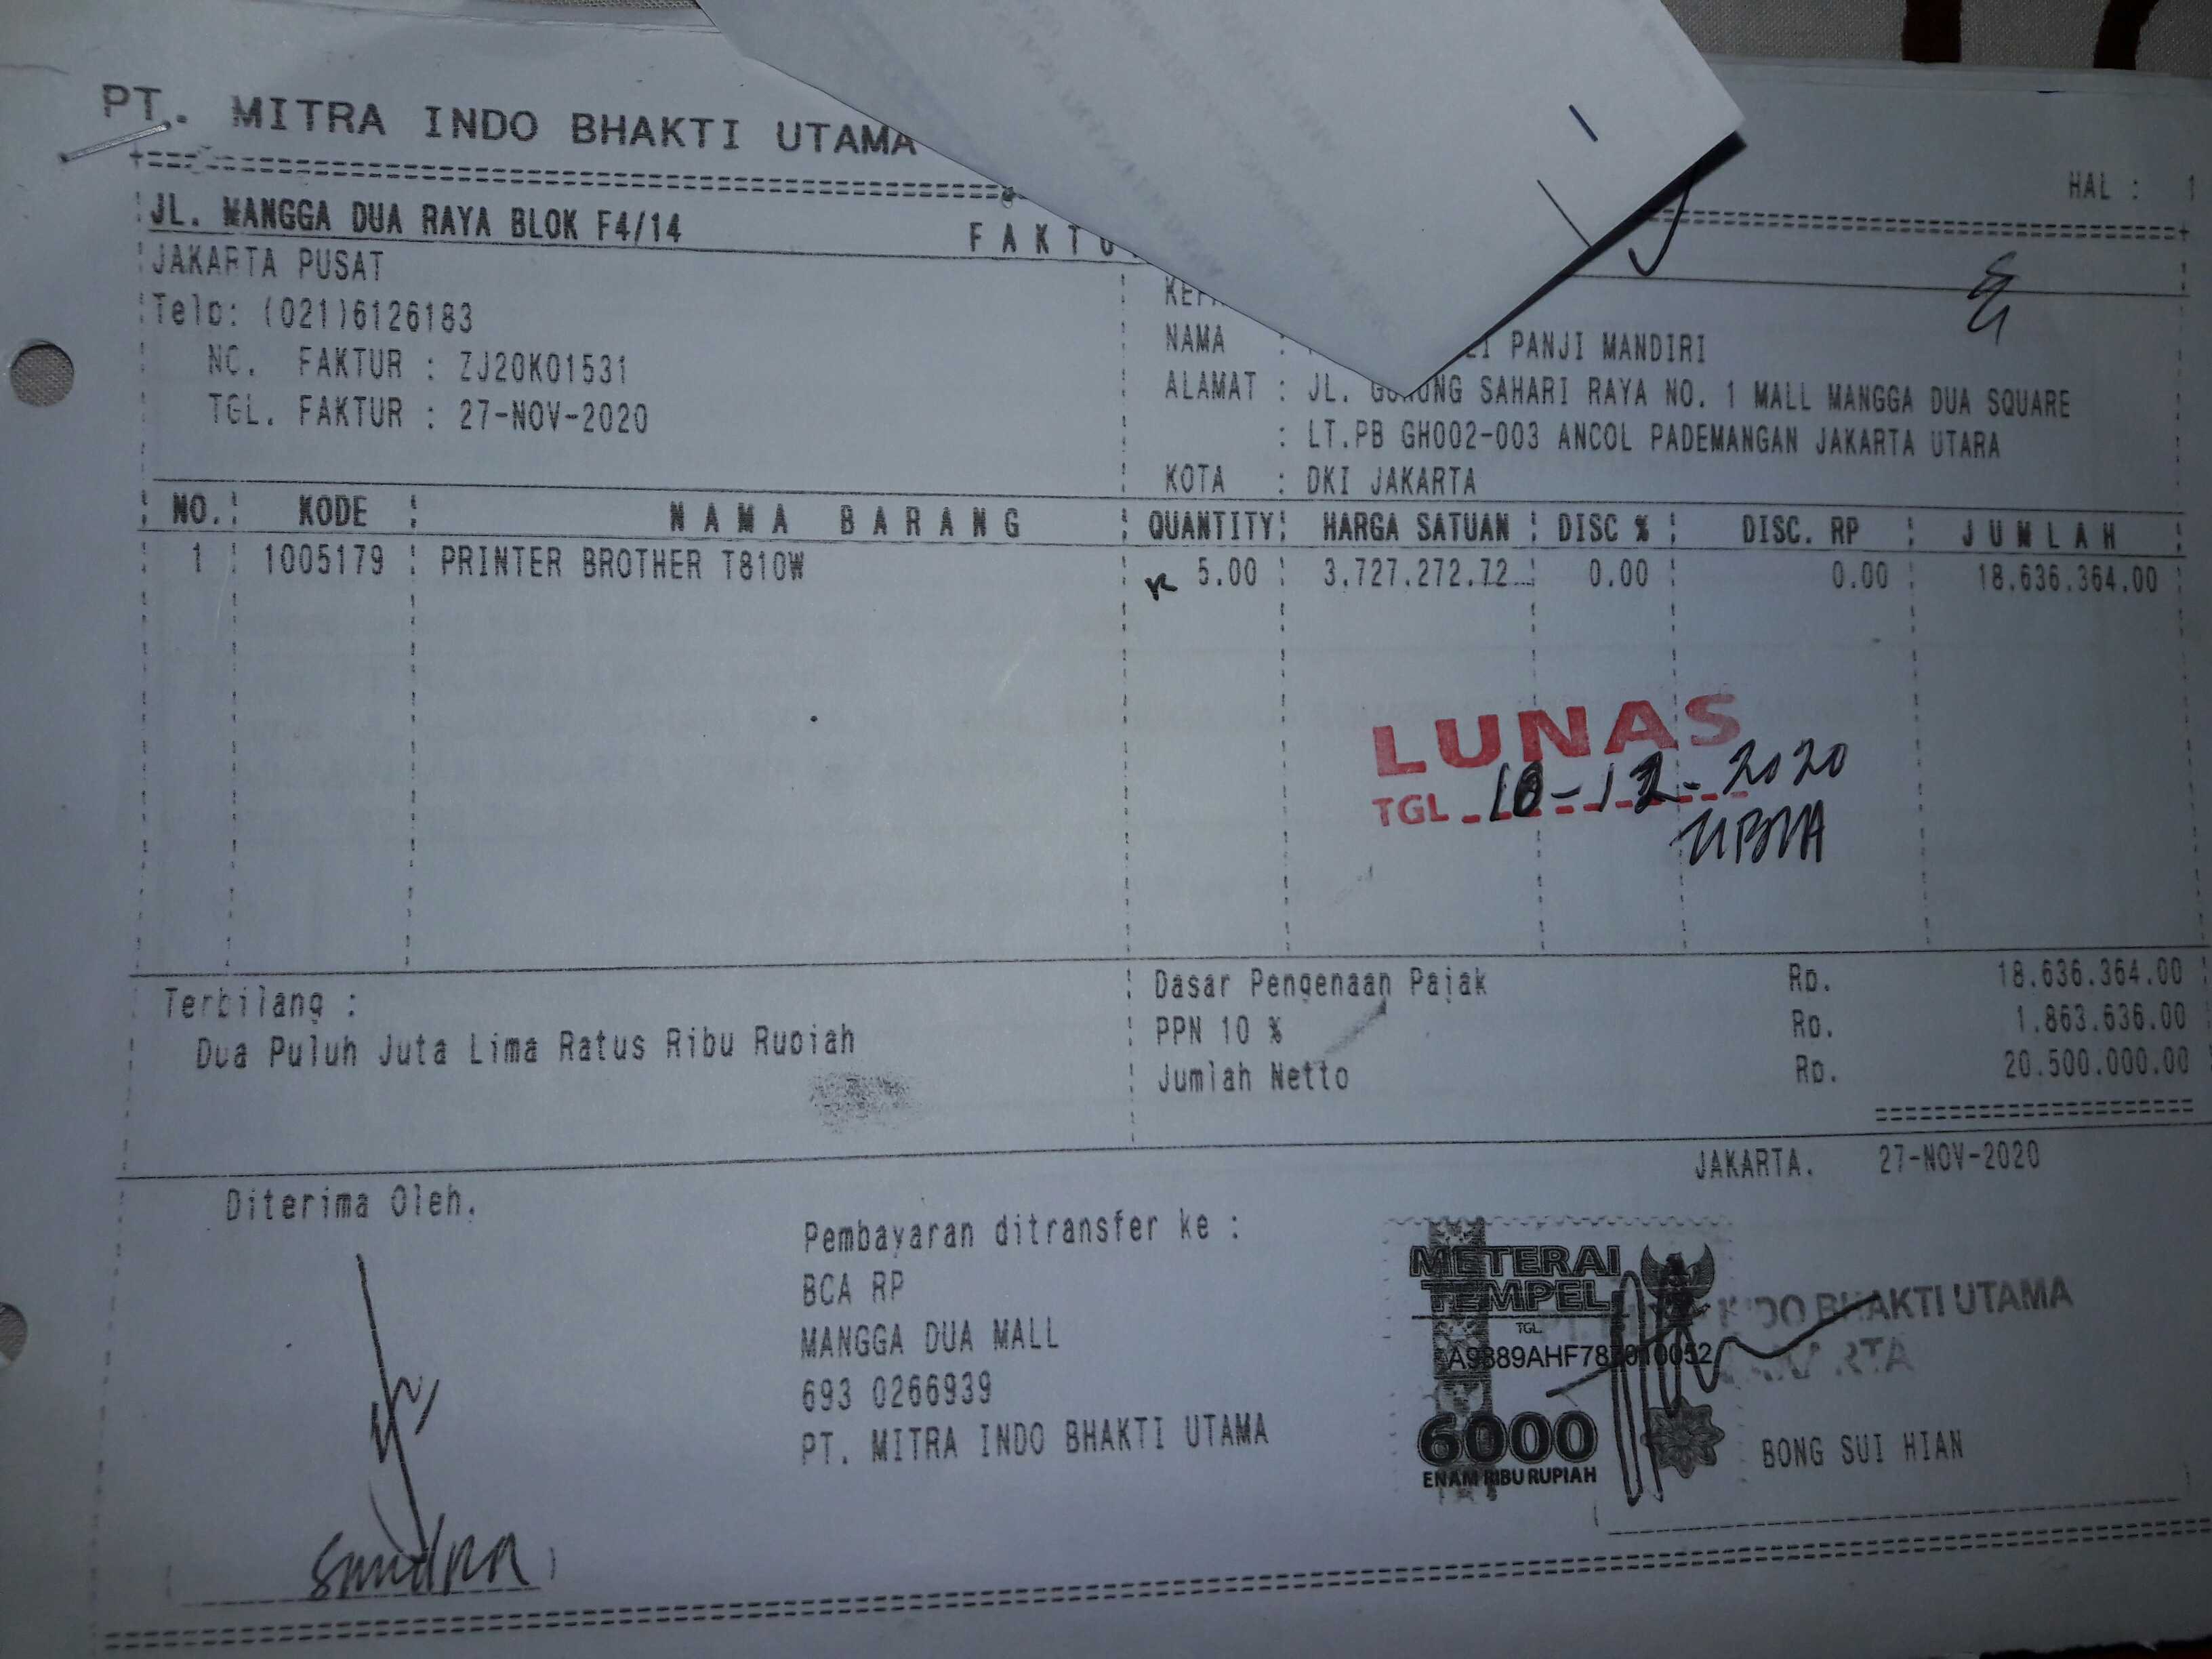 PT. MITRA INDO BHAKTI UTAMA
HAL : 1
JL. MANGGA DUA RAYA BLOK F4/14
JAKARTA PUSAT
Telp: (021)6126183
NO. FAKTUR : ZJ20K01531
TGL. FAKTUR : 27-NOV-2020
NAMA : PANJI MANDIRI
ALAMAT : JL. GUNUNG SAHARI RAYA NO. 1 MALL MANGGA DUA SQUARE
: LT.PB GH002-003 ANCOL PADEMANGAN JAKARTA UTARA
KOTA : DKI JAKARTA
NO. KODE NAMA BARANG QUANTITY HARGA SATUAN DISC % DISC. RP JUMLAH
1 1005179 PRINTER BROTHER T810W 5.00 3.727.272.72 0.00 0.00 18.636.364.00
LUNAS
TGL 10-12-2020
Terbilang :
Dua Puluh Juta Lima Ratus Ribu Rupiah
Dasar Pengenaan Pajak Rp. 18.636.364.00
PPN 10 % Rp. 1.863.636.00
Jumlah Netto Rp. 20.500.000.00
JAKARTA. 27-NOV-2020
Diterima Oleh.
Sandra
Pembayaran ditransfer ke :
BCA RP
MANGGA DUA MALL
693 0266939
PT. MITRA INDO BHAKTI UTAMA
METERAI
TEMPEL
TGL.
6000
ENAM RIBU RUPIAH
BHAKTI UTAMA
BONG SUI HIAN